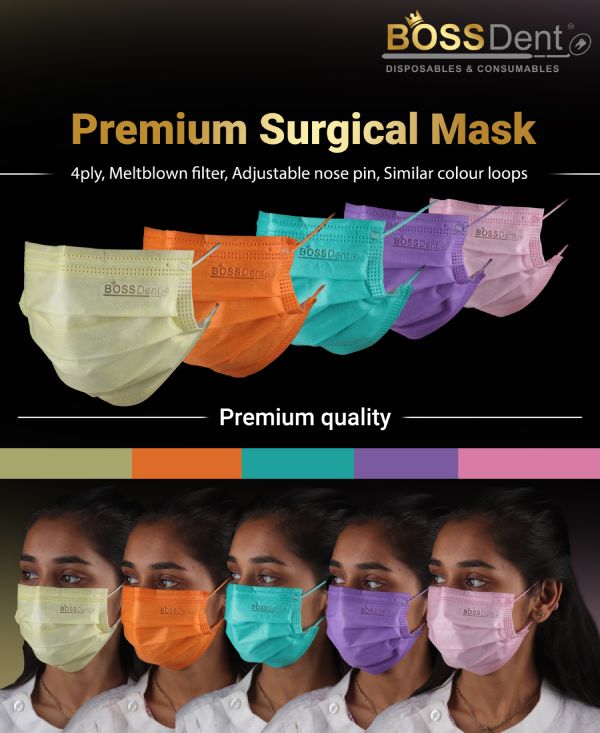 BOSSDent
DISPOSABLES & CONSUMABLES
Premium Surgical Mask
4ply, Meltblown filter, Adjustable nose pin, Similar colour loops
BOSSDent
BOSSDent
BOSSDent
BOSSDent
BOSSDent
Premium quality
BOSSDent
BOSSDent
BOSSDent
BOSSDent
BOSSDent